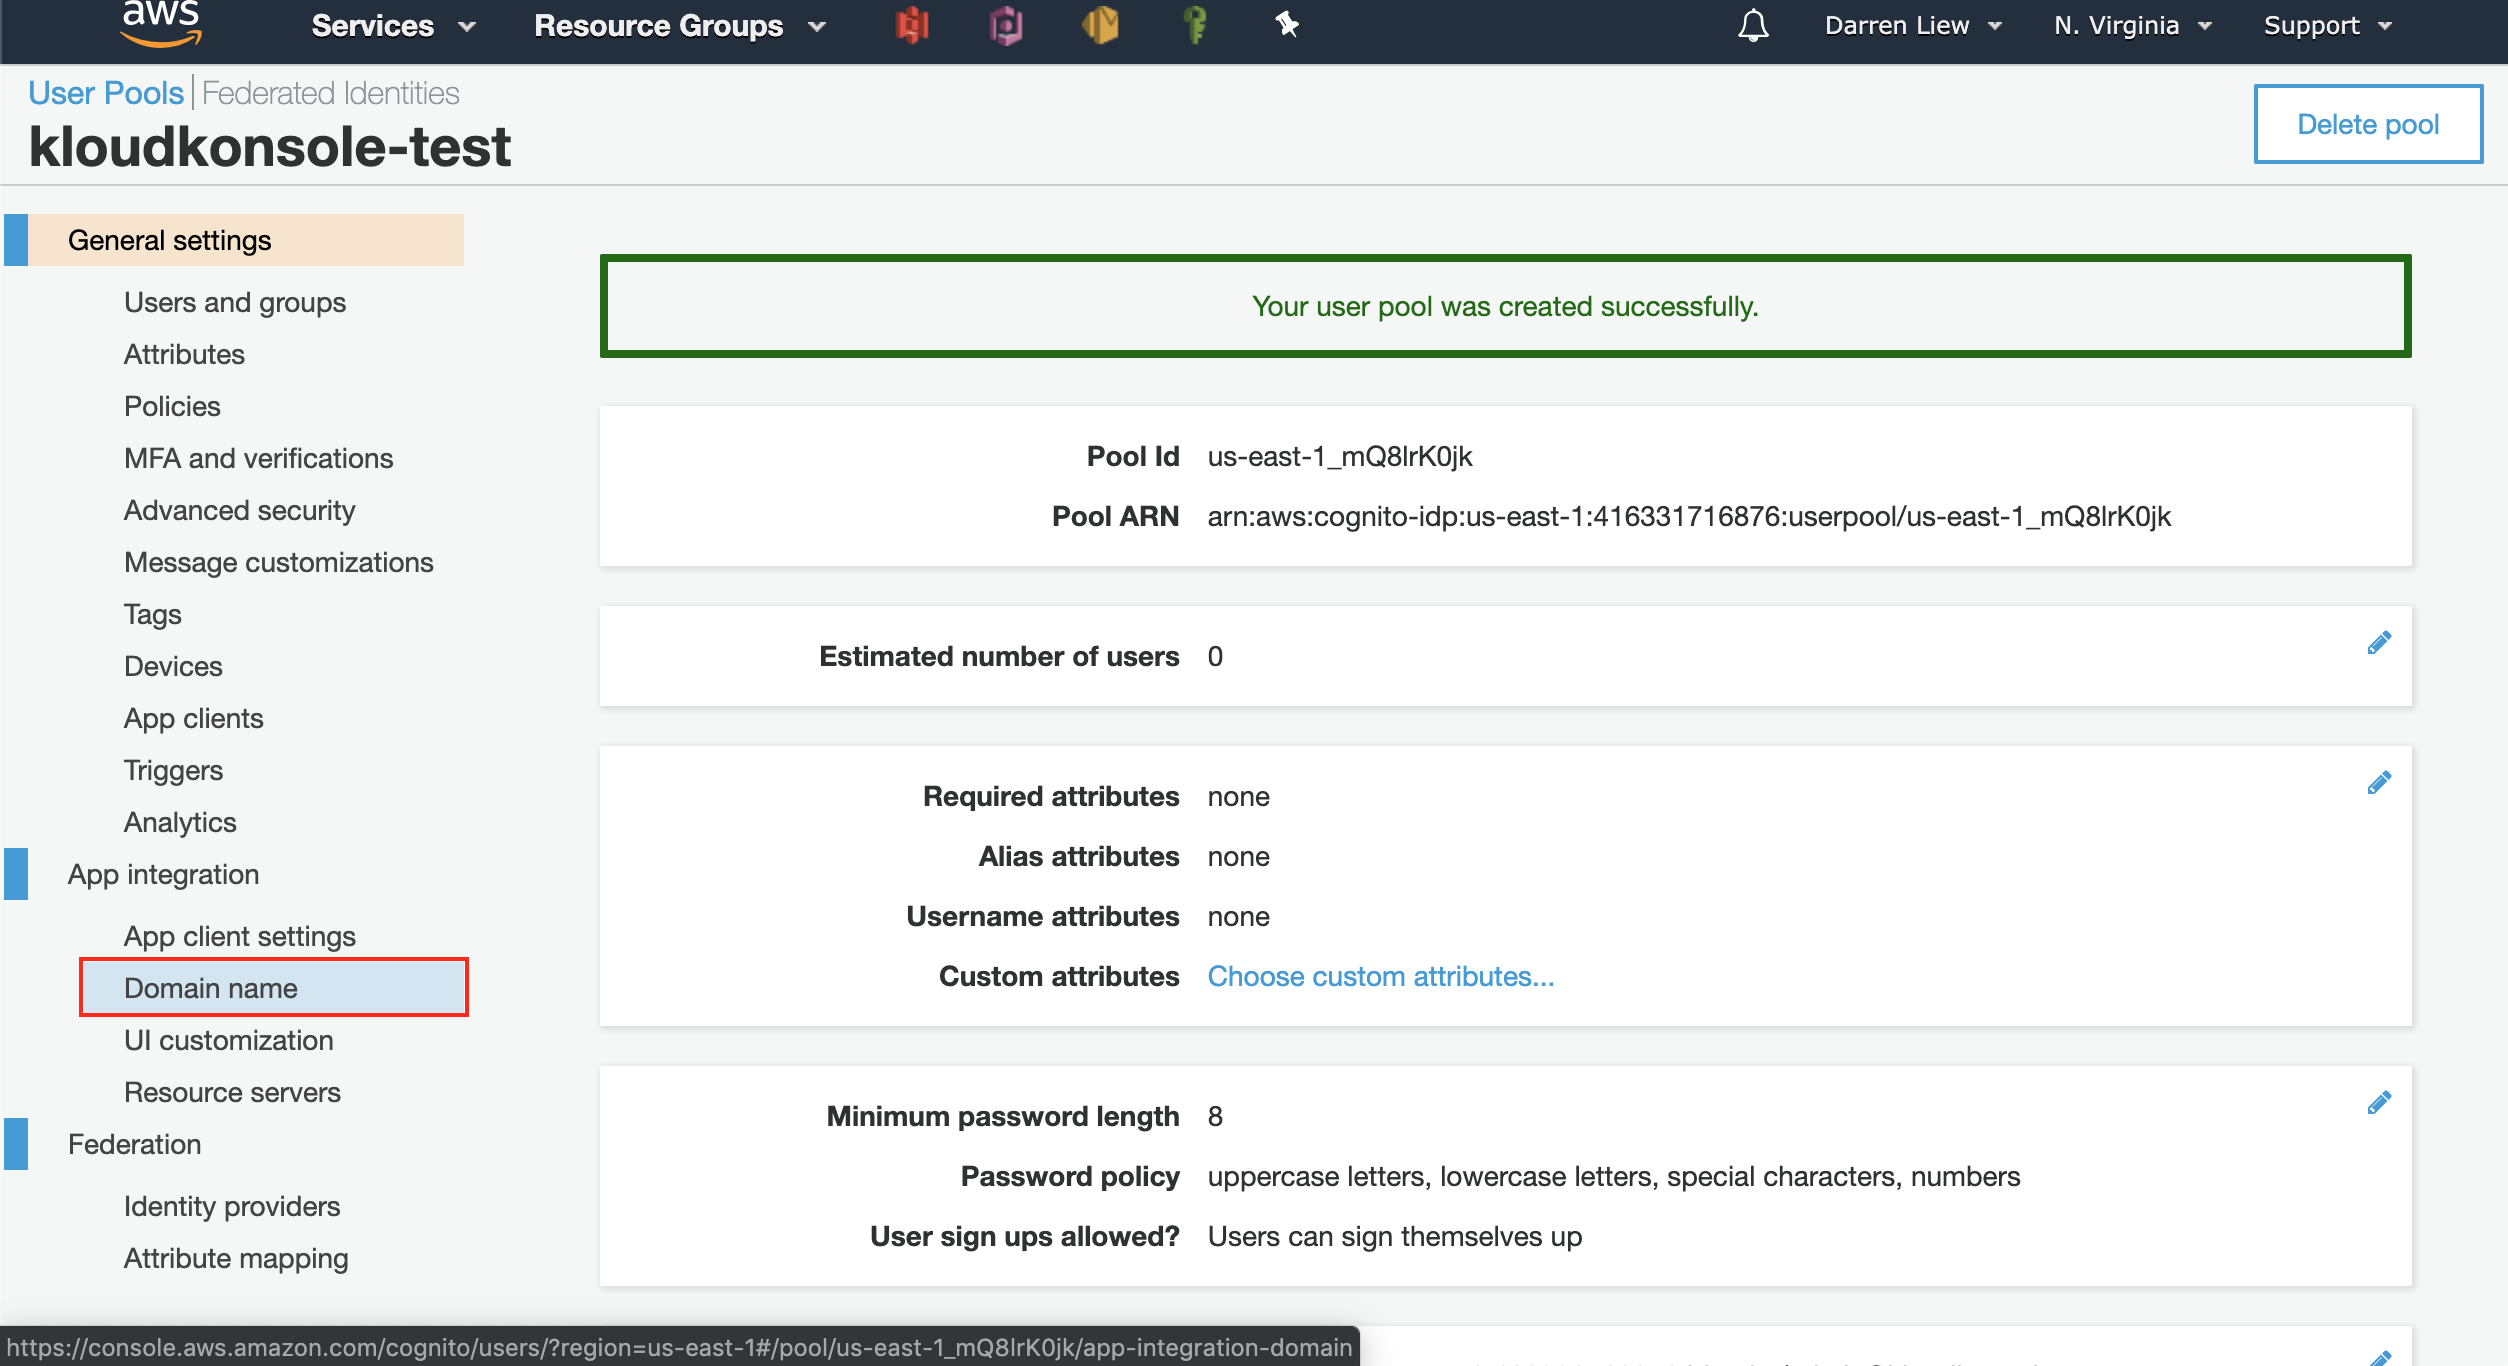 aws
Services
Resource Groups
Darren Liew
N. Virginia
Support
User Pools | Federated Identities
kloudkonsole-test
Delete pool
General settings
Users and groups
Attributes
Policies
MFA and verifications
Advanced security
Message customizations
Tags
Devices
App clients
Triggers
Analytics
App integration
App client settings
Domain name
UI customization
Resource servers
Federation
Identity providers
Attribute mapping
Your user pool was created successfully.
Pool Id us-east-1_mQ8lrK0jk
Pool ARN arn:aws:cognito-idp:us-east-1:416331716876:userpool/us-east-1_mQ8lrK0jk
Estimated number of users 0
Required attributes none
Alias attributes none
Username attributes none
Custom attributes Choose custom attributes...
Minimum password length 8
Password policy uppercase letters, lowercase letters, special characters, numbers
User sign ups allowed? Users can sign themselves up
https://console.aws.amazon.com/cognito/users/?region=us-east-1#/pool/us-east-1_mQ8lrK0jk/app-integration-domain